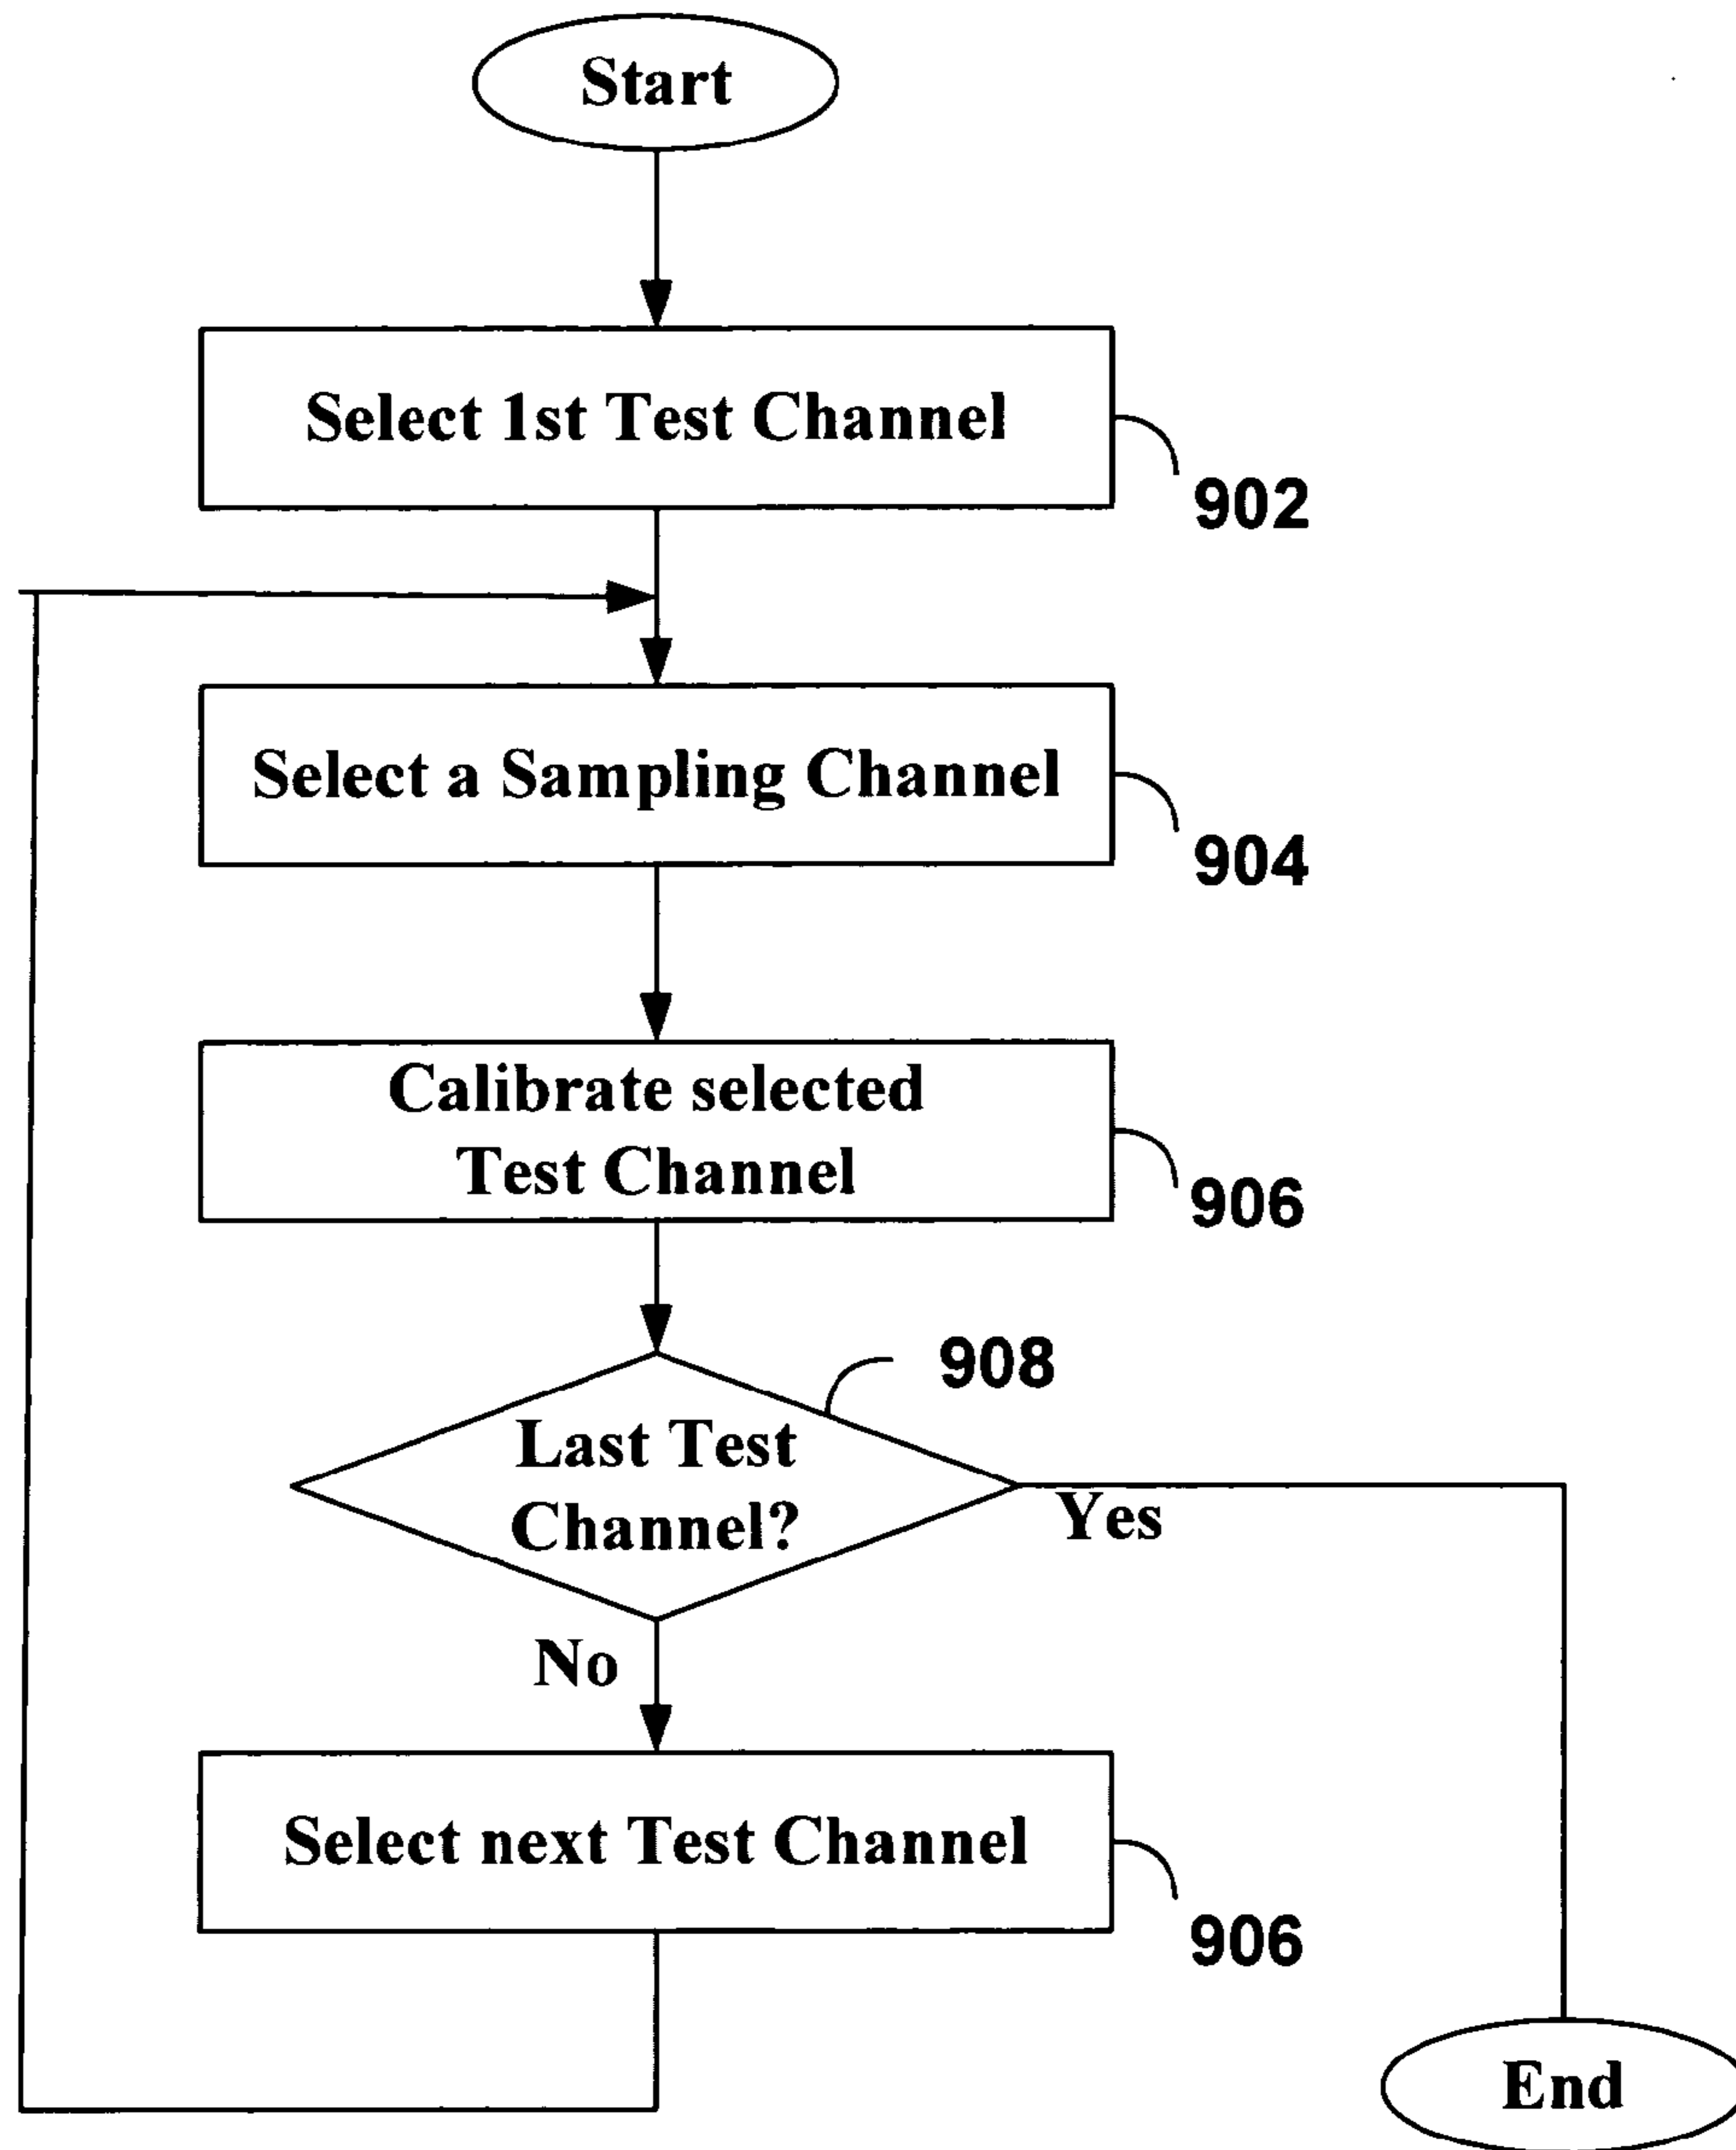 Start
Select 1st Test Channel
902
Select a Sampling Channel
904
Calibrate selected
Test Channel
906
908
Last Test
Channel?
Yes
No
Select next Test Channel
906
End